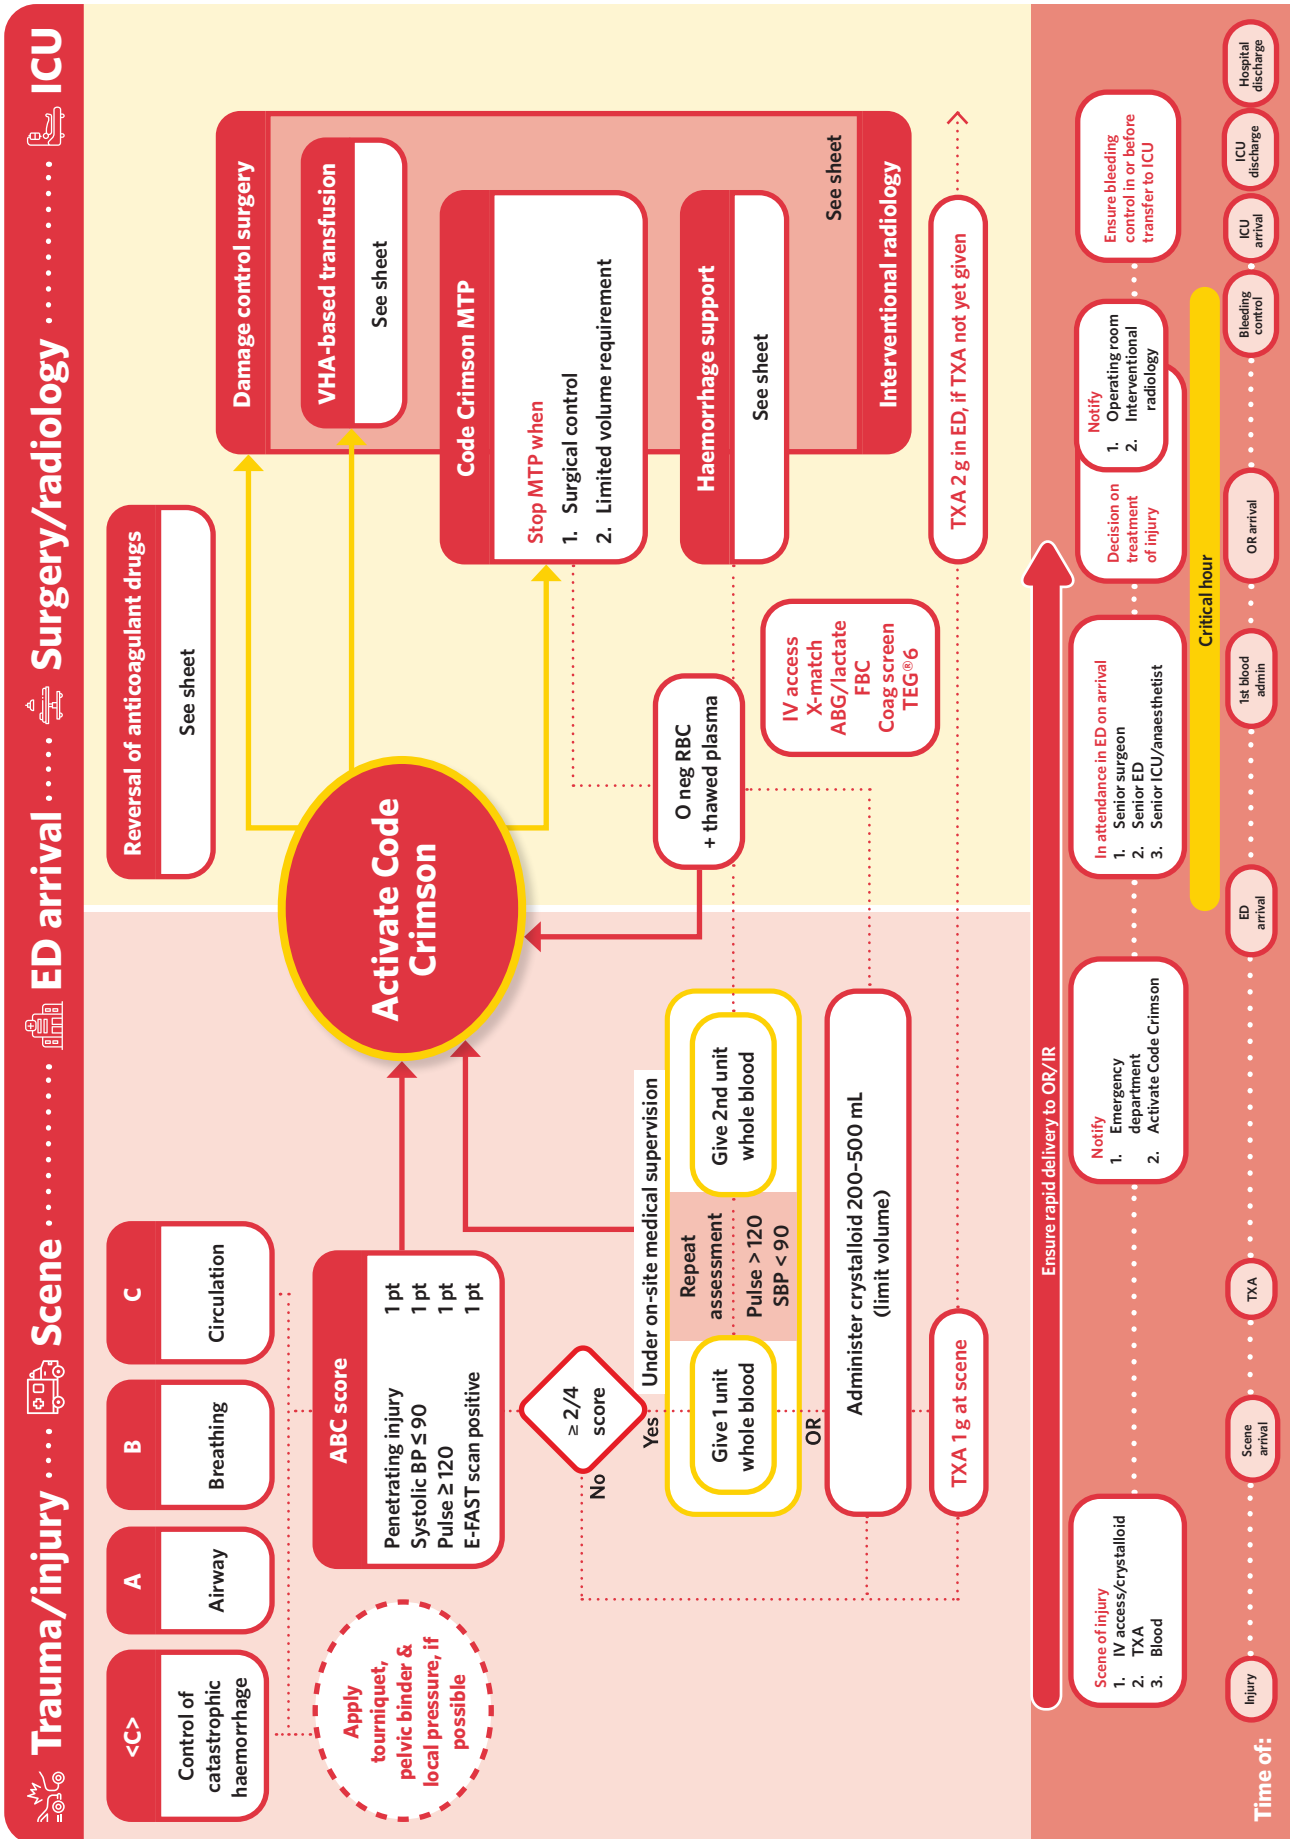 Trauma/injury
Scene
ED arrival
Surgery/radiology
ICU
<C>
Control of
catastrophic
haemorrhage
A
Airway
B
Breathing
C
Circulation
Apply
tourniquet,
pelvic binder &
local pressure, if
possible
ABC score
Penetrating injury 1 pt
Systolic BP ≤ 90 1 pt
Pulse ≥ 120 1 pt
E-FAST scan positive 1 pt
≥ 2/4
score
No
Yes
Under on-site medical supervision
Give 1 unit
whole blood
Repeat
assessment
Pulse > 120
SBP < 90
Give 2nd unit
whole blood
OR
Administer crystalloid 200–500 mL
(limit volume)
TXA 1 g at scene
Activate Code
Crimson
Reversal of anticoagulant drugs
See sheet
Damage control surgery
VHA-based transfusion
See sheet
Code Crimson MTP
Stop MTP when
1. Surgical control
2. Limited volume requirement
O neg RBC
+ thawed plasma
Haemorrhage support
See sheet
IV access
X-match
ABG/lactate
FBC
Coag screen
TEG®6
See sheet
Interventional radiology
TXA 2 g in ED, if TXA not yet given
Ensure rapid delivery to OR/IR
Scene of injury
1. IV access/crystalloid
2. TXA
3. Blood
Notify
1. Emergency
department
2. Activate Code Crimson
In attendance in ED on arrival
1. Senior surgeon
2. Senior ED
3. Senior ICU/anaesthetist
Decision on
treatment
of injury
Notify
1. Operating room
2. Interventional
radiology
Ensure bleeding
control in or before
transfer to ICU
Critical hour
Time of:
Injury
Scene
arrival
TXA
ED
arrival
1st blood
admin
OR arrival
Bleeding
control
ICU
arrival
ICU
discharge
Hospital
discharge